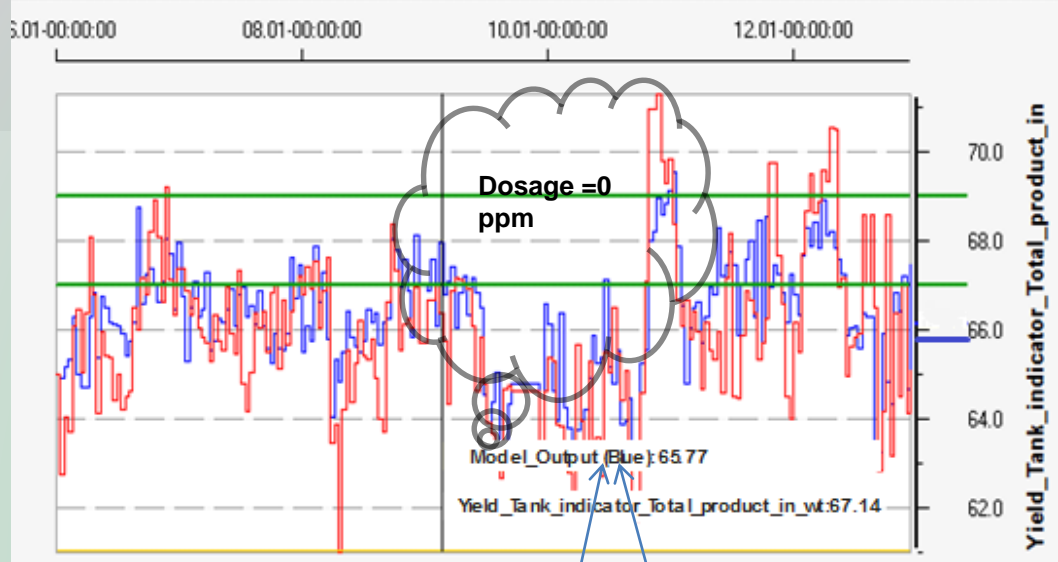 6.01-00:00:00 08.01-00:00:00 10.01-00:00:00 12.01-00:00:00
Dosage =0
ppm
70.0
68.0
66.0
64.0
62.0
Model_Output (Blue):65.77
Yield_Tank_indicator_Total_product_in_wt:67.14
Yield_Tank_indicator_Total_product_in